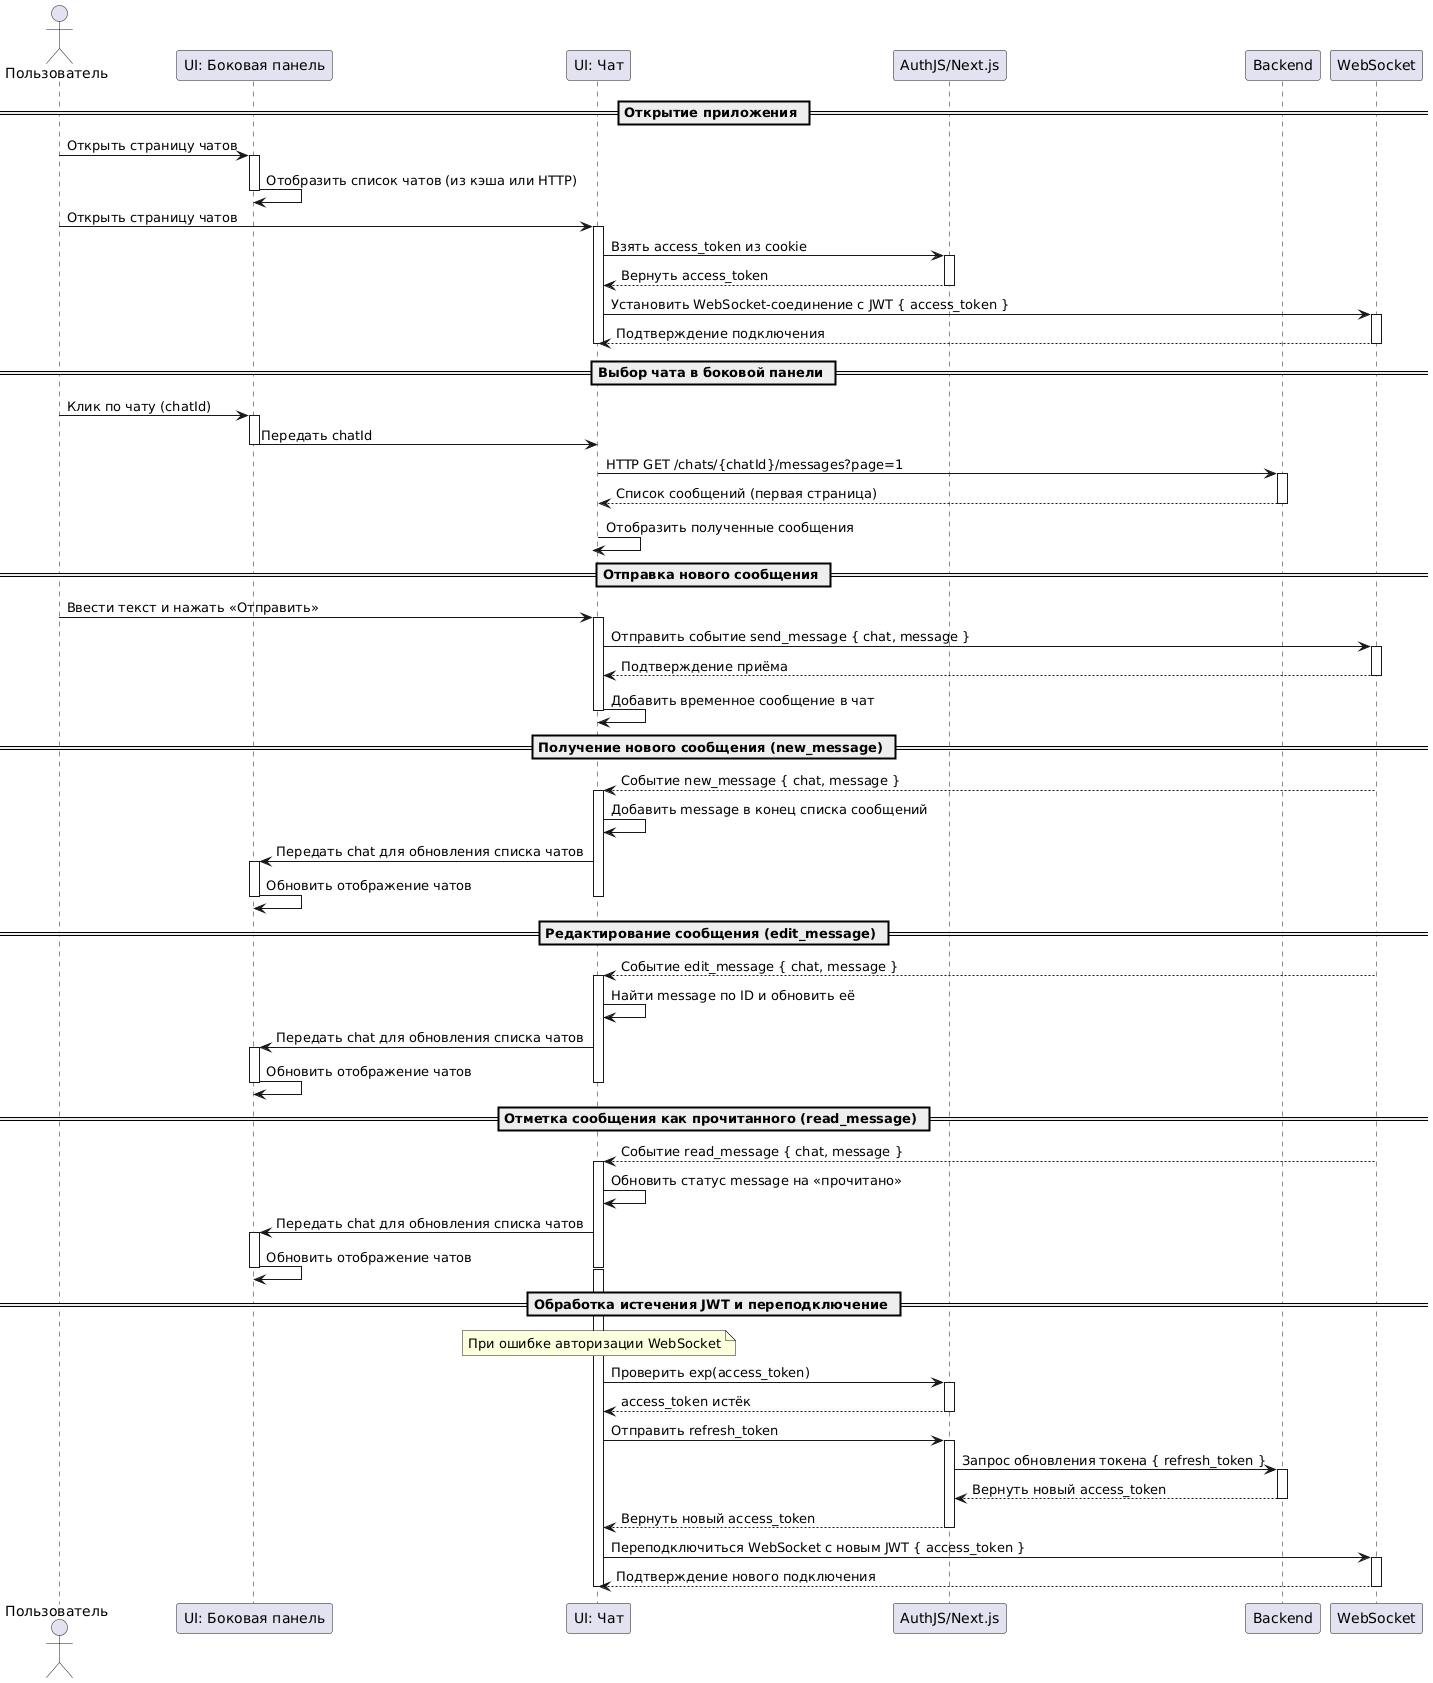 Пользователь
UI: Боковая панель
UI: Чат
AuthJS/Next.js
Backend
WebSocket
Открытие приложения
Открыть страницу чатов
Отобразить список чатов (из кэша или HTTP)
Открыть страницу чатов
Взять access_token из cookie
Вернуть access_token
Установить WebSocket-соединение с JWT { access_token }
Подтверждение подключения
Выбор чата в боковой панели
Клик по чату (chatId)
Передать chatId
HTTP GET /chats/{chatId}/messages?page=1
Список сообщений (первая страница)
Отобразить полученные сообщения
Отправка нового сообщения
Ввести текст и нажать «Отправить»
Отправить событие send_message { chat, message }
Подтверждение приёма
Добавить временное сообщение в чат
Получение нового сообщения (new_message)
Событие new_message { chat, message }
Добавить message в конец списка сообщений
Передать chat для обновления списка чатов
Обновить отображение чатов
Редактирование сообщения (edit_message)
Событие edit_message { chat, message }
Найти message по ID и обновить её
Передать chat для обновления списка чатов
Обновить отображение чатов
Отметка сообщения как прочитанного (read_message)
Событие read_message { chat, message }
Обновить статус message на «прочитано»
Передать chat для обновления списка чатов
Обновить отображение чатов
Обработка истечения JWT и переподключение
При ошибке авторизации WebSocket
Проверить exp(access_token)
access_token истёк
Отправить refresh_token
Запрос обновления токена { refresh_token }
Вернуть новый access_token
Вернуть новый access_token
Переподключиться WebSocket с новым JWT { access_token }
Подтверждение нового подключения
Пользователь
UI: Боковая панель
UI: Чат
AuthJS/Next.js
Backend
WebSocket